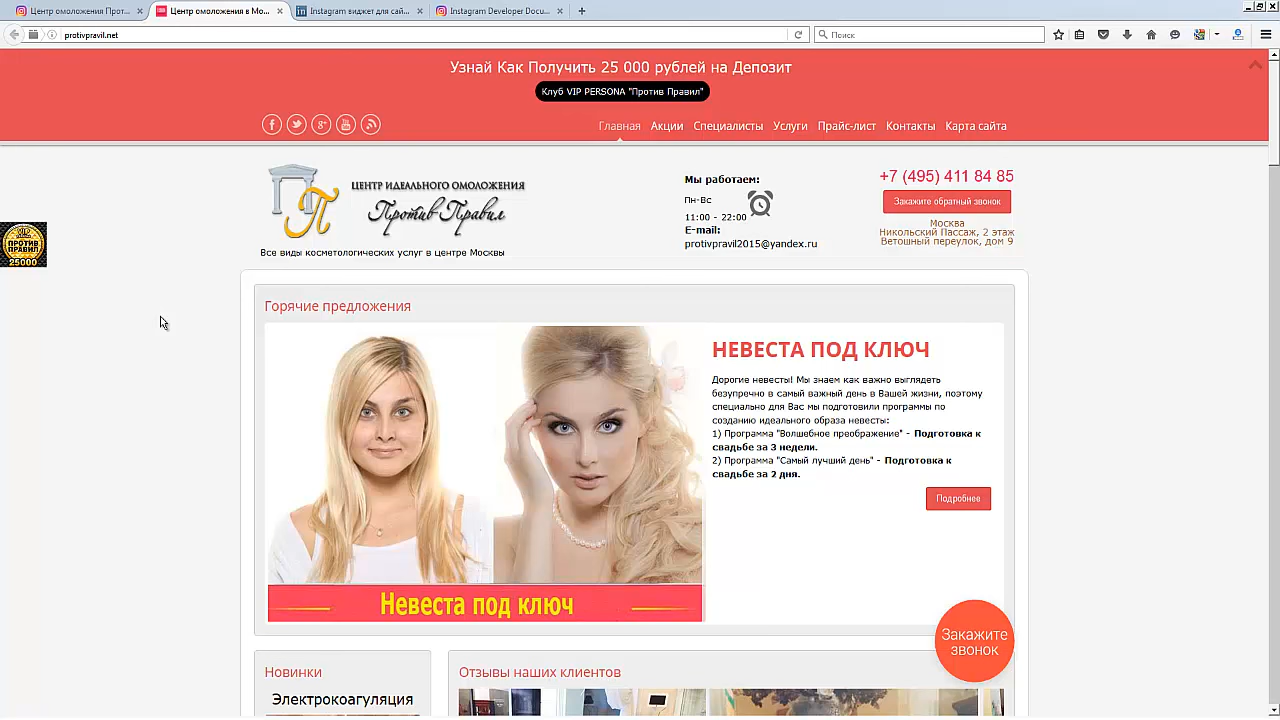 Центр омоложения Прот...
Центр омоложения в Мо...
Instagram виджет для сай...
Instagram Developer Docu...
protivpravil.net
Поиск
Узнай Как Получить 25 000 рублей на Депозит
Клуб VIP PERSONA "Против Правил"
Главная Акции Специалисты Услуги Прайс-лист Контакты Карта сайта
ЦЕНТР ИДЕАЛЬНОГО ОМОЛОЖЕНИЯ
Против Правил
Все виды косметологических услуг в центре Москвы
Мы работаем:
Пн-Вс
11:00 - 22:00
E-mail:
protivpravil2015@yandex.ru
+7 (495) 411 84 85
Закажите обратный звонок
Москва
Никольский Пассаж, 2 этаж
Ветошный переулок, дом 9
ПРОТИВ
ПРАВИЛ
25000
Горячие предложения
НЕВЕСТА ПОД КЛЮЧ
Дорогие невесты! Мы знаем как важно выглядеть
безупречно в самый важный день в Вашей жизни, поэтому
специально для Вас мы подготовили программы по
созданию идеального образа невесты:
1) Программа "Волшебное преображение" - Подготовка к
свадьбе за 3 недели.
2) Программа "Самый лучший день" - Подготовка к
свадьбе за 2 дня.
Подробнее
Невеста под ключ
Закажите
звонок
Новинки
Электрокоагуляция
Отзывы наших клиентов